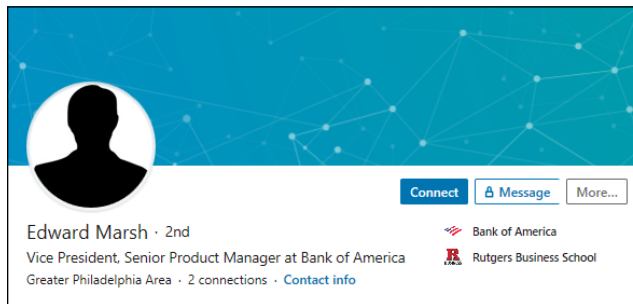 Connect
Message
More...
Edward Marsh · 2nd
Bank of America
Vice President, Senior Product Manager at Bank of America
Rutgers Business School
Greater Philadelphia Area · 2 connections · Contact info